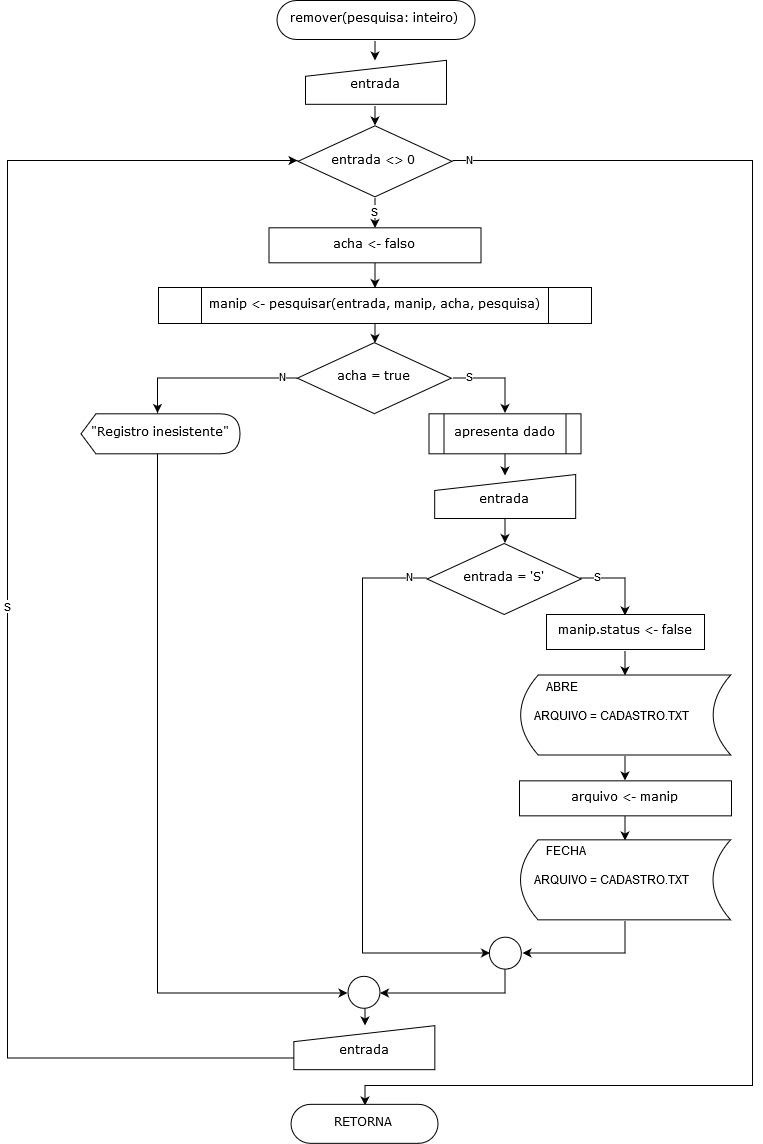 remover(pesquisa: inteiro)
entrada
entrada <> 0
N
S
acha <- falso
manip <- pesquisar(entrada, manip, acha, pesquisa)
acha = true
N
S
"Registro inesistente"
apresenta dado
entrada
entrada = 'S'
N
S
manip.status <- false
S
ABRE
ARQUIVO = CADASTRO.TXT
arquivo <- manip
FECHA
ARQUIVO = CADASTRO.TXT
entrada
RETORNA